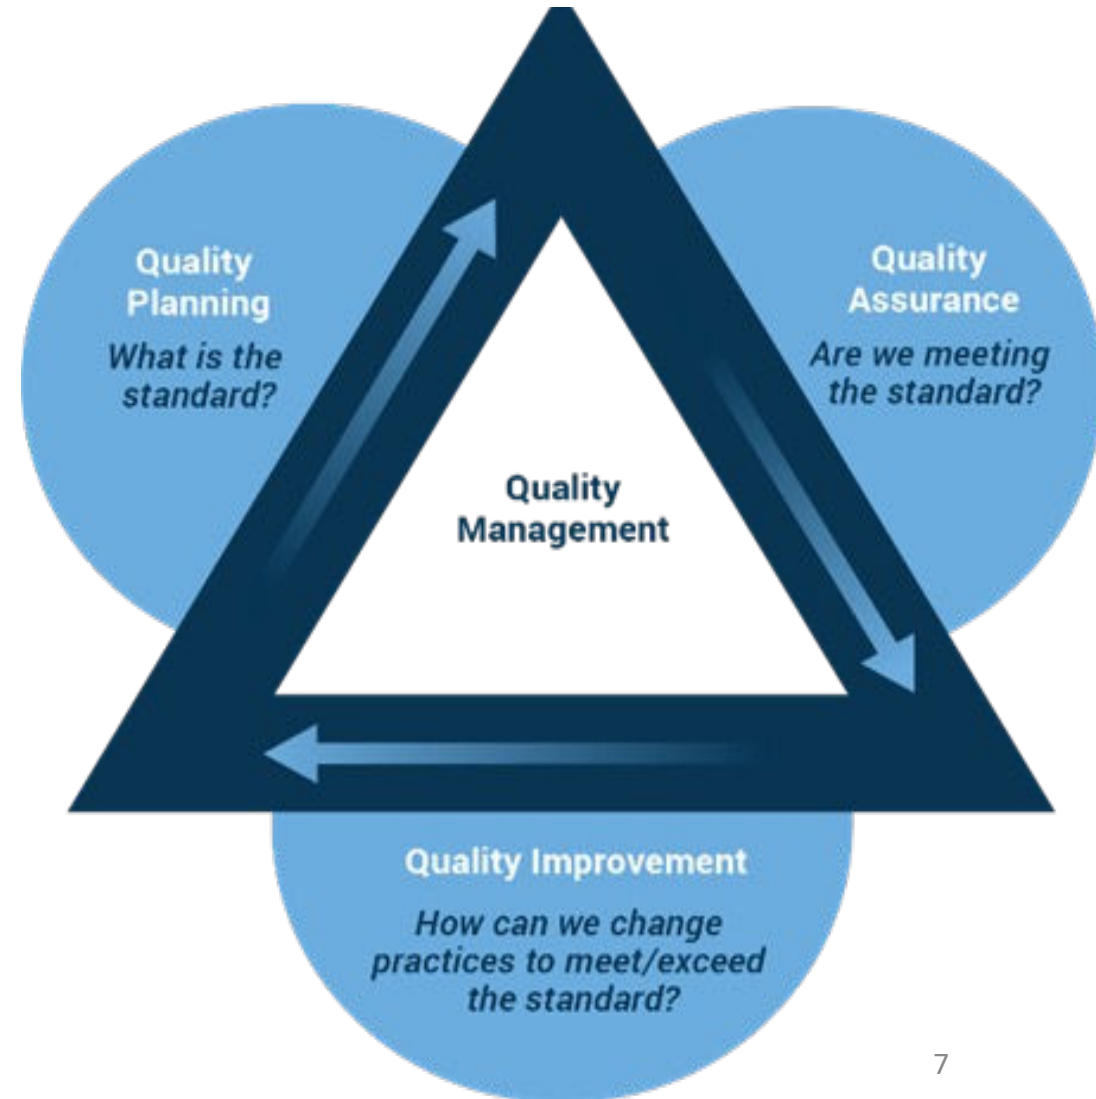 Quality
Planning
What is the
standard?
Quality
Assurance
Are we meeting
the standard?
Quality
Management
Quality Improvement
How can we change
practices to meet/exceed
the standard?
7